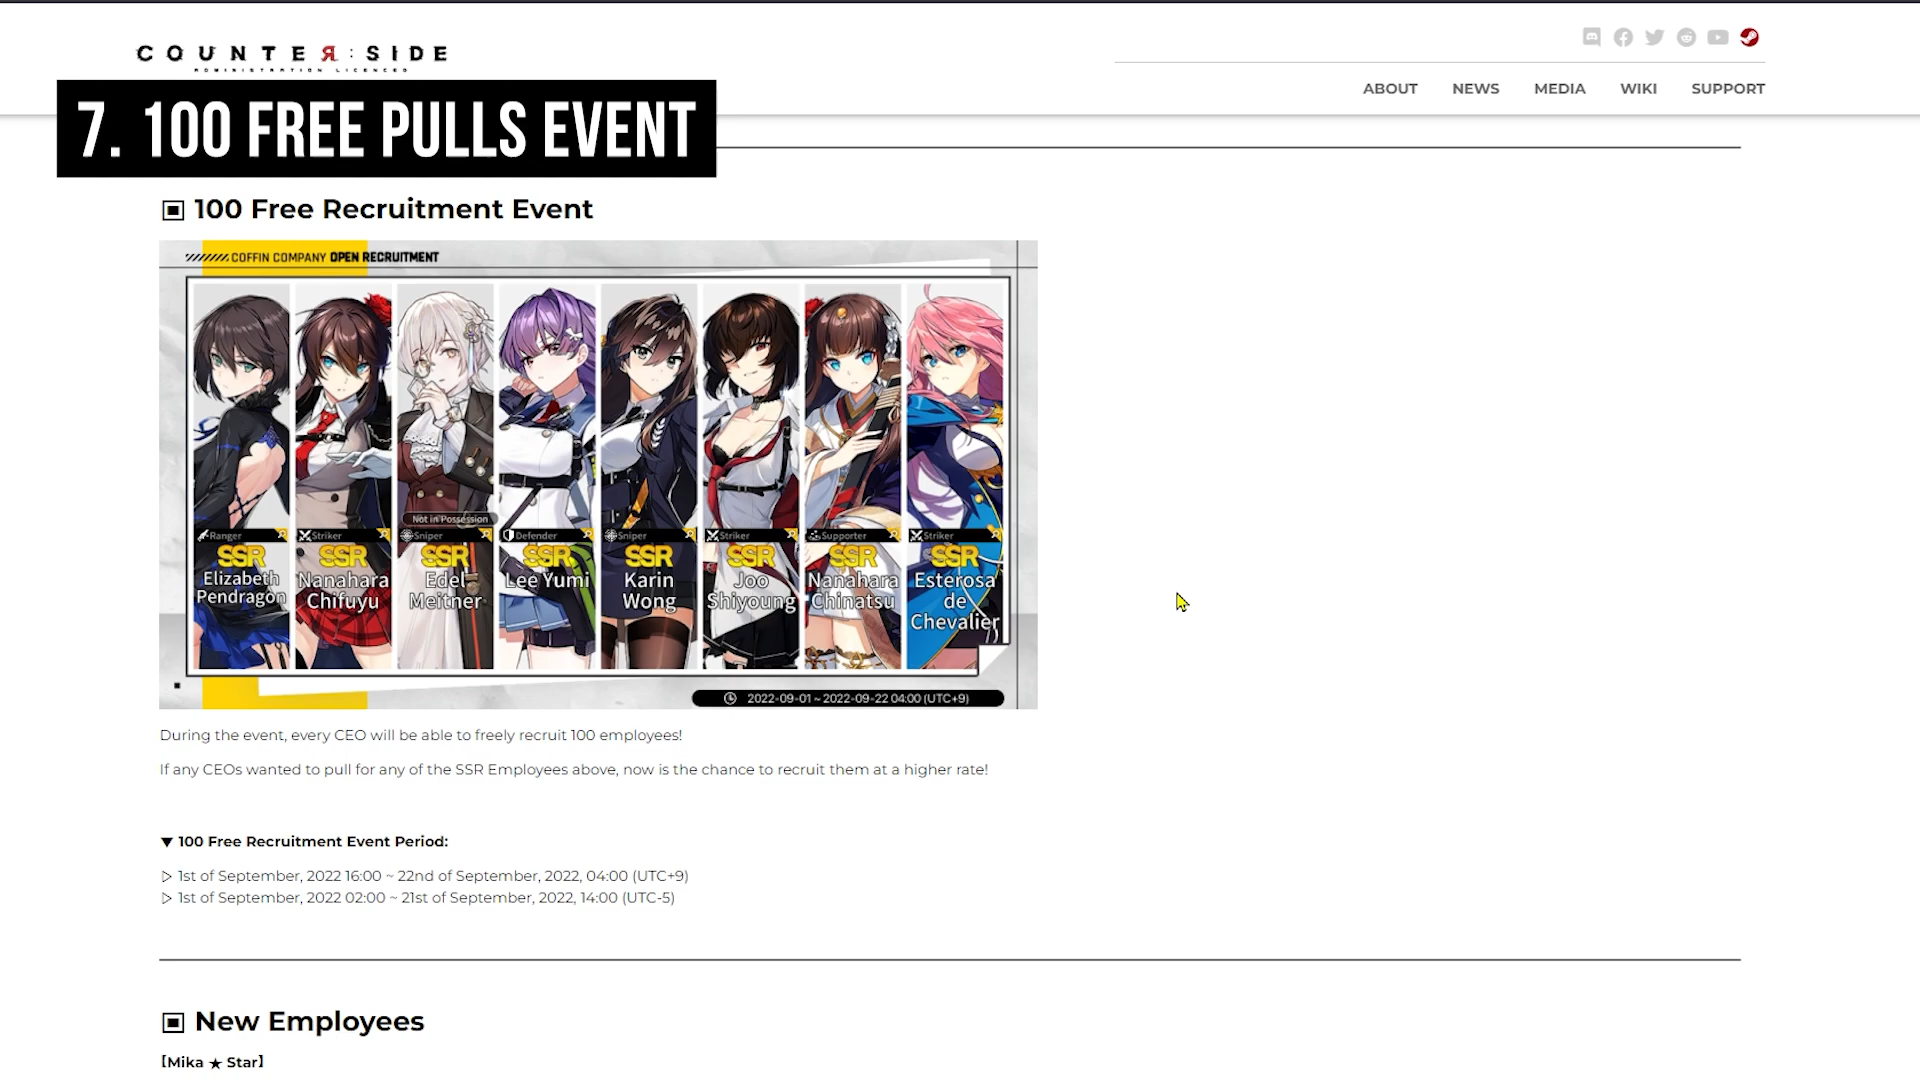 COUNTER:SIDE
ADMINISTRATION LICENCED
ABOUT NEWS MEDIA WIKI SUPPORT
7. 100 FREE PULLS EVENT
100 Free Recruitment Event
COFFIN COMPANY OPEN RECRUITMENT
Not in Possession
Ranger Striker Sniper Defender Sniper Striker Supporter Striker
SSR SSR SSR SSR SSR SSR SSR SSR
Elizabeth Pendragon
Nanahara Chifuyu
Edel Meitner
Lee Yumi
Karin Wong
Joo Shiyoung
Nanahara Chinatsu
Esterosa de Chevalier
2022-09-01 ~ 2022-09-22 04:00 (UTC+9)
During the event, every CEO will be able to freely recruit 100 employees!
If any CEOs wanted to pull for any of the SSR Employees above, now is the chance to recruit them at a higher rate!
▼ 100 Free Recruitment Event Period:
▷ 1st of September, 2022 16:00 ~ 22nd of September, 2022, 04:00 (UTC+9)
▷ 1st of September, 2022 02:00 ~ 21st of September, 2022, 14:00 (UTC-5)
New Employees
[Mika ★ Star]